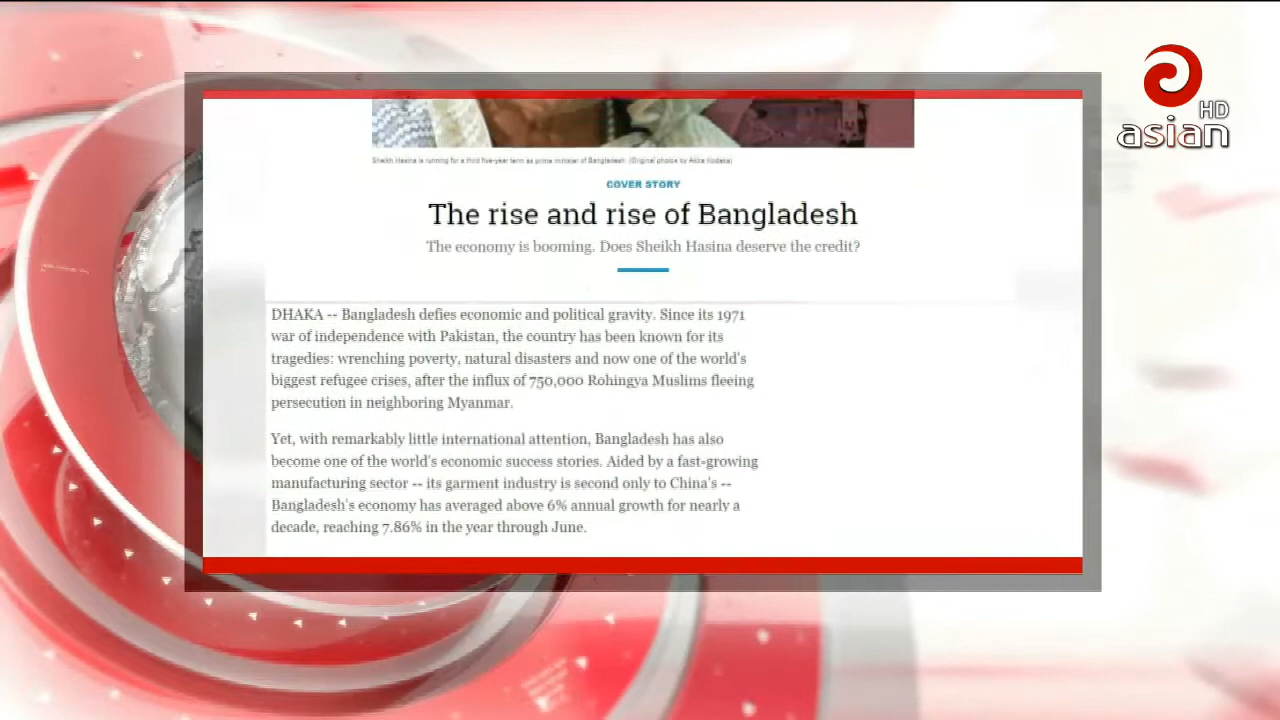 HD
asian
Sheikh Hasina is running for a third five-year term as prime minister of Bangladesh. (Original photos by Akira Kodaka)
COVER STORY
The rise and rise of Bangladesh
The economy is booming. Does Sheikh Hasina deserve the credit?
DHAKA -- Bangladesh defies economic and political gravity. Since its 1971
war of independence with Pakistan, the country has been known for its
tragedies: wrenching poverty, natural disasters and now one of the world's
biggest refugee crises, after the influx of 750,000 Rohingya Muslims fleeing
persecution in neighboring Myanmar.
Yet, with remarkably little international attention, Bangladesh has also
become one of the world's economic success stories. Aided by a fast-growing
manufacturing sector -- its garment industry is second only to China's --
Bangladesh's economy has averaged above 6% annual growth for nearly a
decade, reaching 7.86% in the year through June.